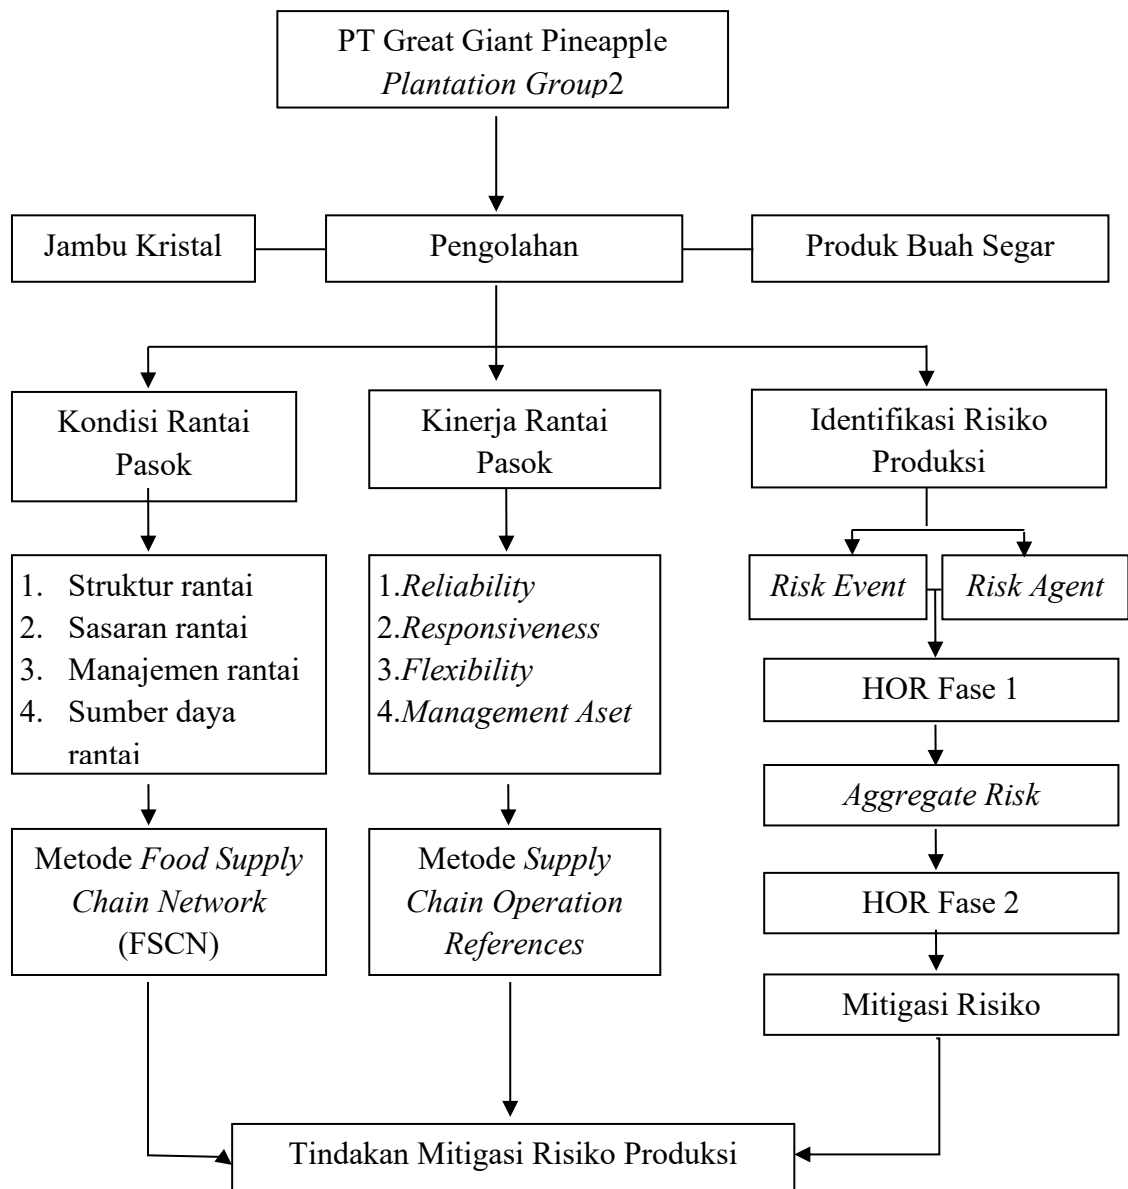 PT Great Giant Pineapple
Plantation Group2
Jambu Kristal
Pengolahan
Produk Buah Segar
Kondisi Rantai
Pasok
Kinerja Rantai
Pasok
Identifikasi Risiko
Produksi
1. Struktur rantai
2. Sasaran rantai
3. Manajemen rantai
4. Sumber daya
rantai
1.Reliability
2.Responsiveness
3.Flexibility
4.Management Aset
Risk Event
Risk Agent
HOR Fase 1
Aggregate Risk
HOR Fase 2
Mitigasi Risiko
Metode Food Supply
Chain Network
(FSCN)
Metode Supply
Chain Operation
References
Tindakan Mitigasi Risiko Produksi